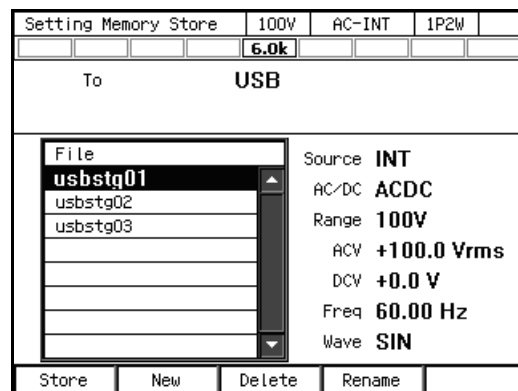 Setting Memory Store 100V AC-INT 1P2W
6.0k
To USB
File
usbstg01
usbstg02
usbstg03
Source INT
AC/DC ACDC
Range 100V
ACV +100.0 Vrms
DCV +0.0 V
Freq 60.00 Hz
Wave SIN
Store New Delete Rename